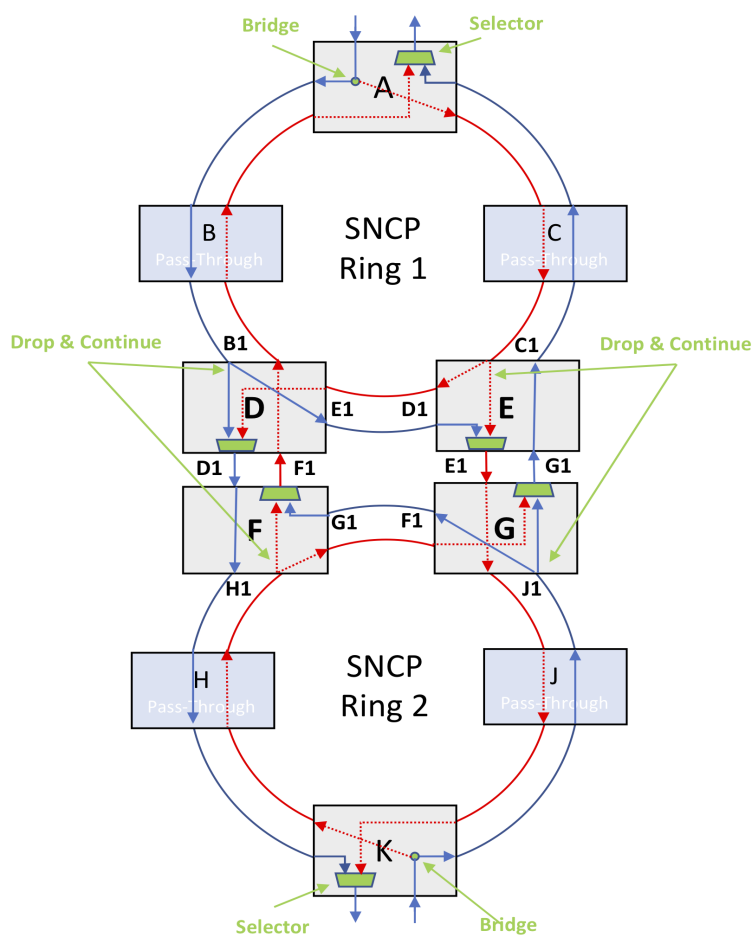 Bridge
Selector
A
B
Pass-Through
SNCP
Ring 1
C
Pass-Through
Drop & Continue
B1
C1
Drop & Continue
D
E1
D1
E
D1
F1
E1
G1
F
G1
F1
G
H1
J1
H
Pass-Through
SNCP
Ring 2
J
Pass-Through
K
Selector
Bridge